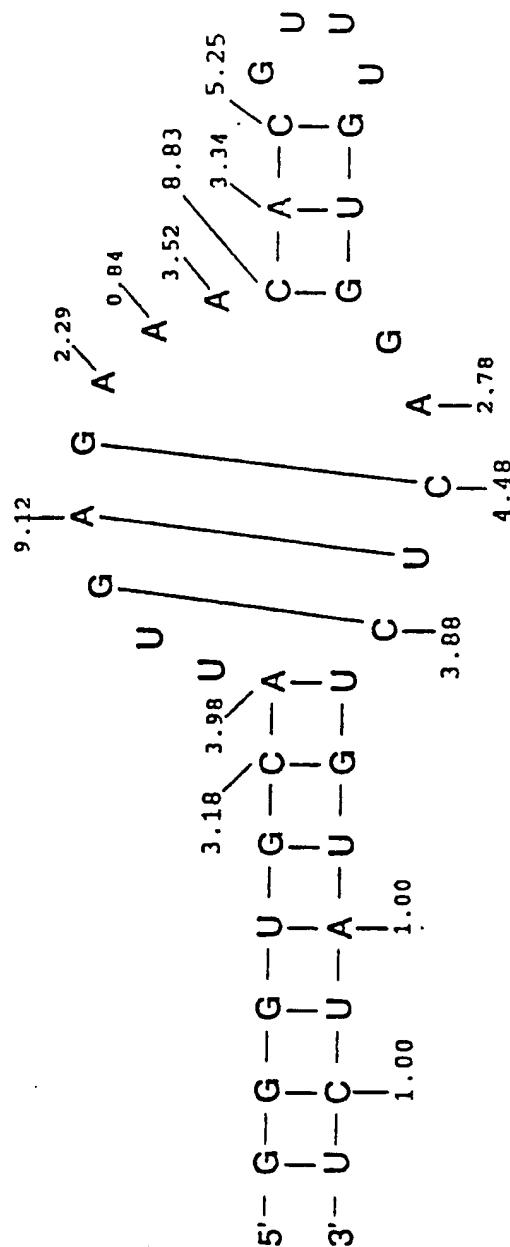 9.12 2.29
0.84
3.52 8.83 3.34 5.25
3.18 3.98
5'- G - G - G - U - G - C - A U U G A G A A A C - A - C G U U
3'- U - C - U - A - U - G - U C U C A G G - U - G U
1.00 1.00 3.88 4.48 2.78